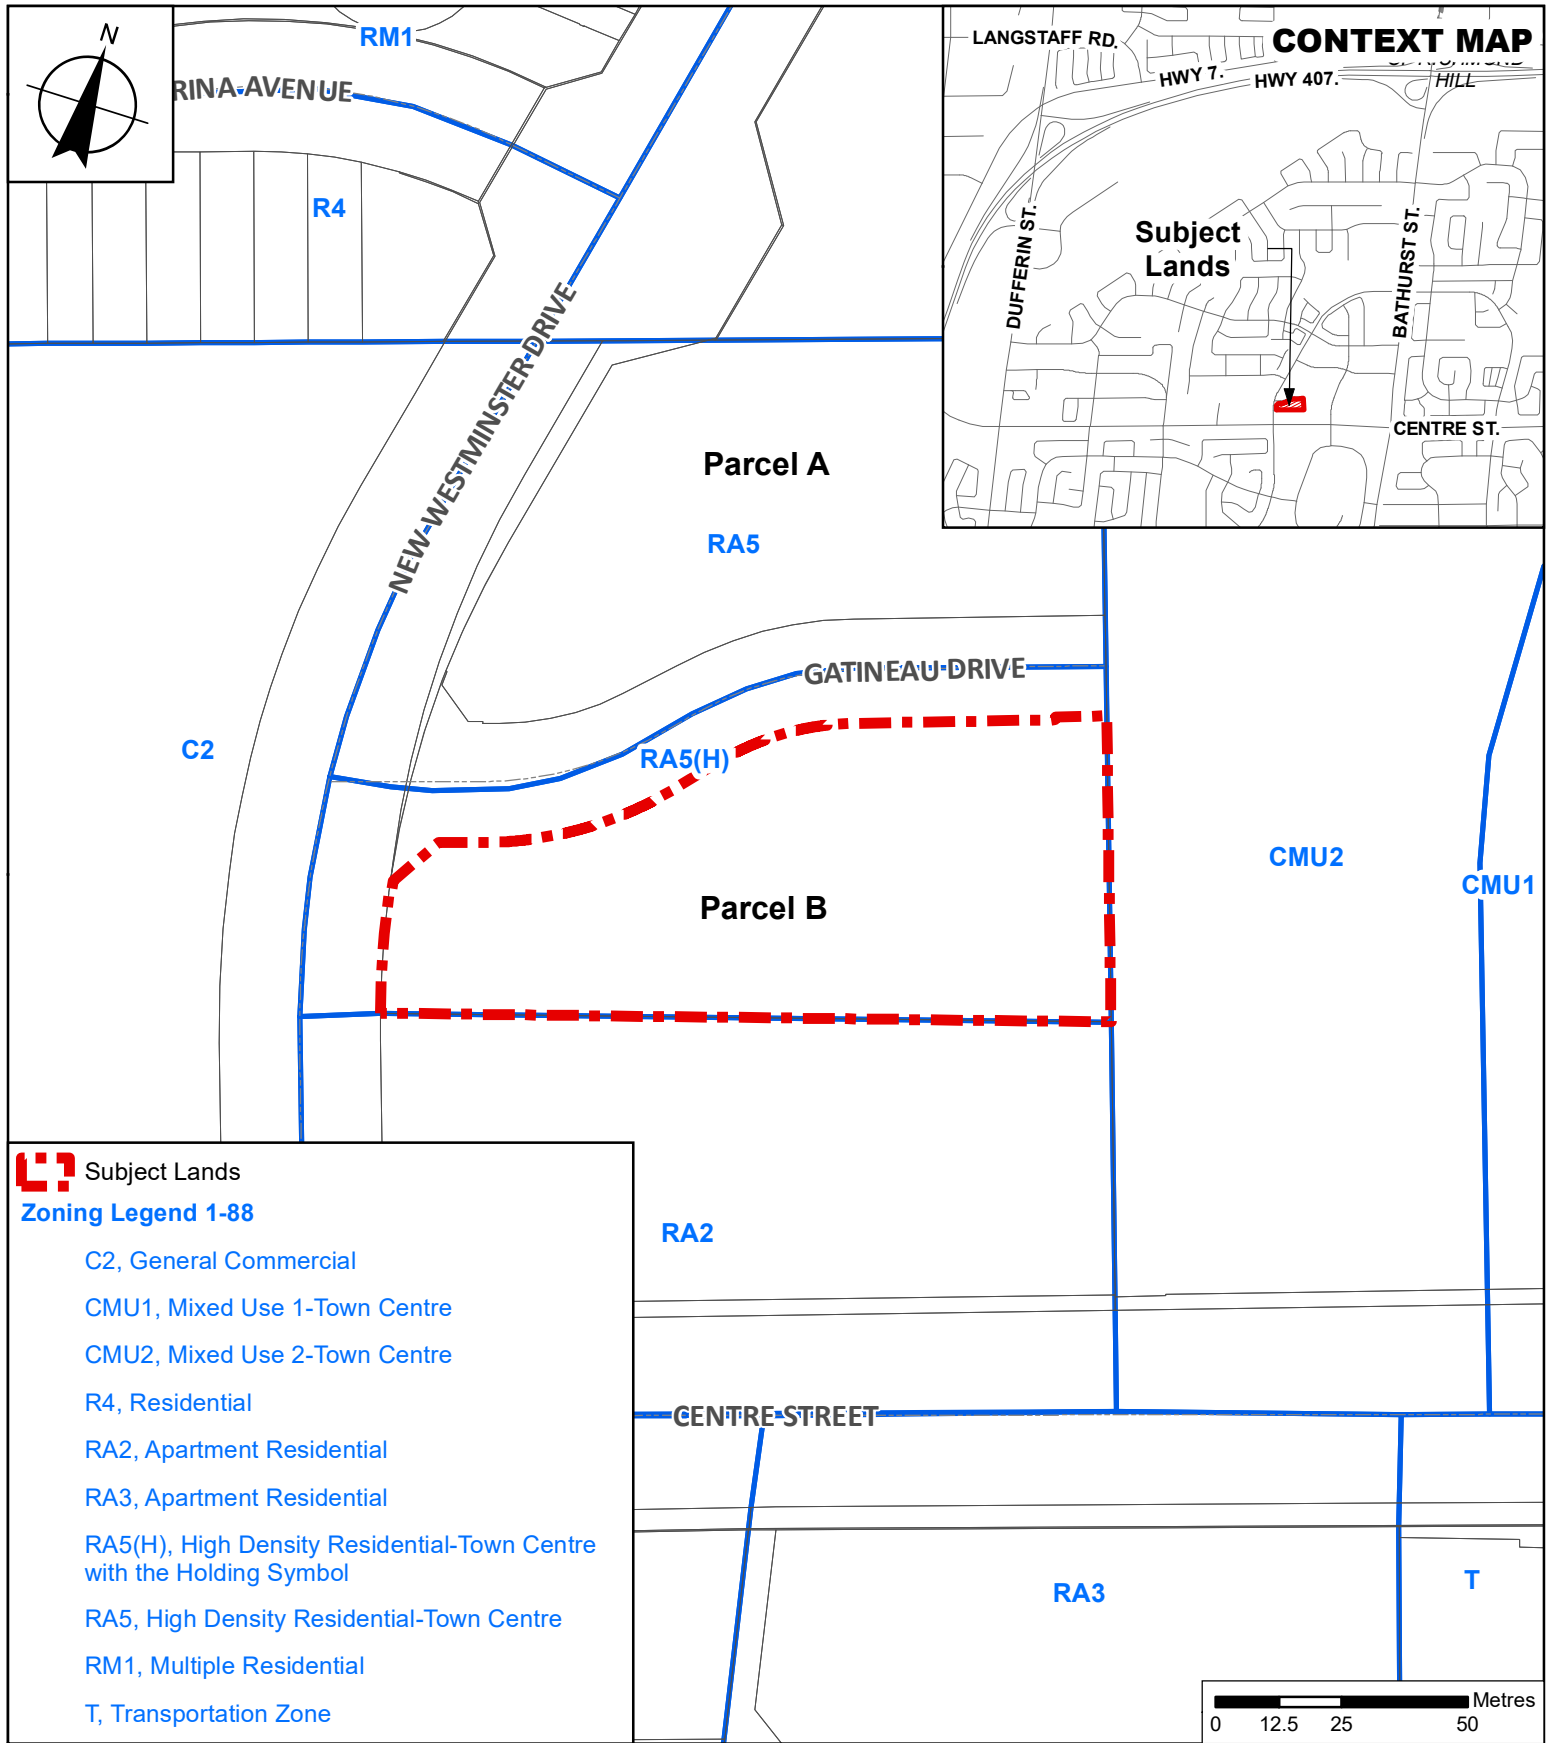 N
RM1
RINA AVENUE
R4
CONTEXT MAP
LANGSTAFF RD.
HWY 7.
HWY 407.
HILL
DUFFERIN ST.
Subject
Lands
BATHURST ST.
CENTRE ST.
NEW WESTMINSTER DRIVE
Parcel A
RA5
GATINEAU DRIVE
C2
RA5(H)
CMU2
CMU1
Parcel B
RA2
CENTRE STREET
RA3
T
Subject Lands
Zoning Legend 1-88
C2, General Commercial
CMU1, Mixed Use 1-Town Centre
CMU2, Mixed Use 2-Town Centre
R4, Residential
RA2, Apartment Residential
RA3, Apartment Residential
RA5(H), High Density Residential-Town Centre
with the Holding Symbol
RA5, High Density Residential-Town Centre
RM1, Multiple Residential
T, Transportation Zone
Metres
0 12.5 25 50